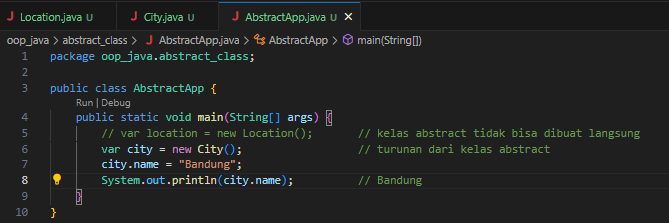 Location.java U City.java U AbstractApp.java U ×
oop_java > abstract_class > AbstractApp.java > AbstractApp > main(String[])
1 package oop_java.abstract_class;
2
3 public class AbstractApp {
Run | Debug
4 public static void main(String[] args) {
5 // var location = new Location(); // kelas abstract tidak bisa dibuat langsung
6 var city = new City(); // turunan dari kelas abstract
7 city.name = "Bandung";
8 System.out.println(city.name); // Bandung
9 }
10 }